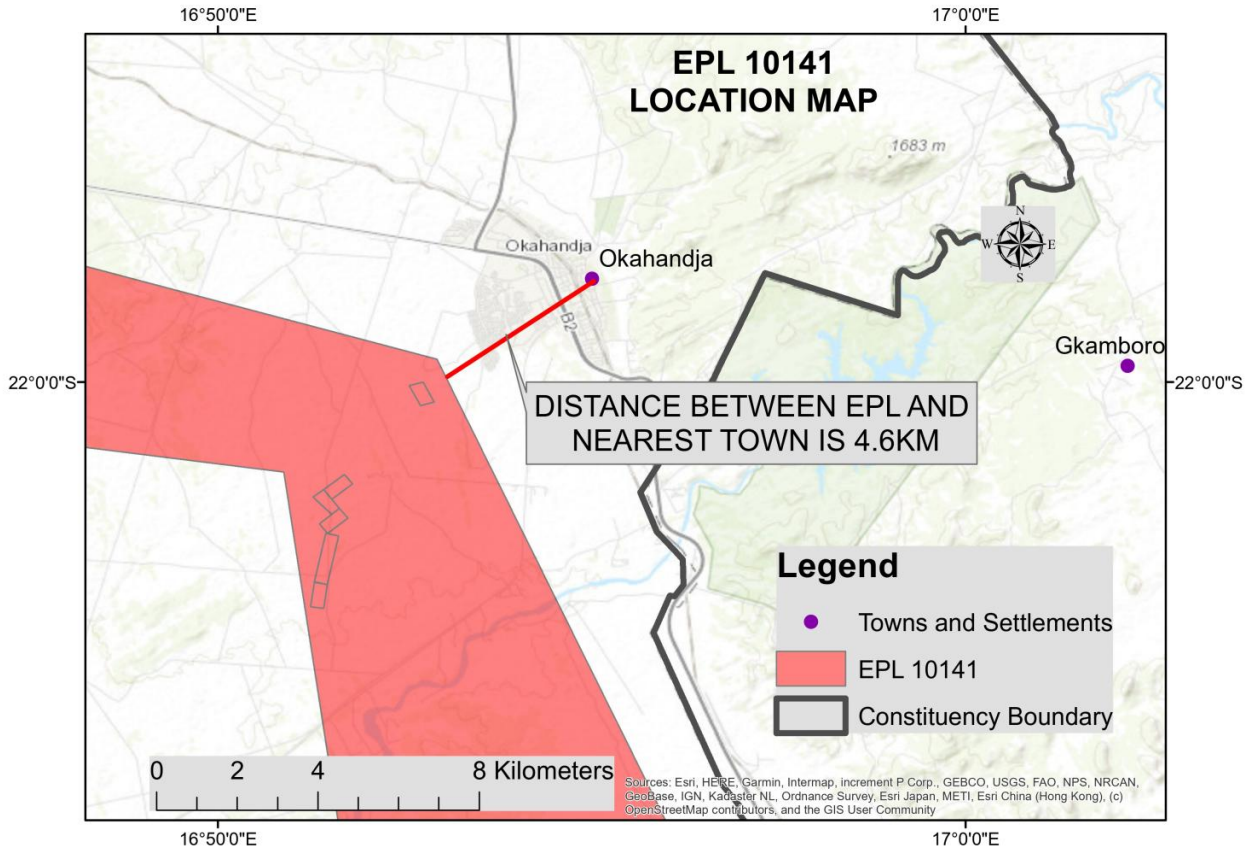 16°50'0"E
17°0'0"E
EPL 10141
LOCATION MAP
1683 m
N
W
E
S
Okahandja
Okahandja
B2
Gkamboro
22°0'0"S
22°0'0"S
DISTANCE BETWEEN EPL AND
NEAREST TOWN IS 4.6KM
Legend
Towns and Settlements
EPL 10141
Constituency Boundary
0 2 4 8 Kilometers
Sources: Esri, HERE, Garmin, Intermap, increment P Corp., GEBCO, USGS, FAO, NPS, NRCAN,
GeoBase, IGN, Kadaster NL, Ordnance Survey, Esri Japan, METI, Esri China (Hong Kong), (c)
OpenStreetMap contributors, and the GIS User Community
16°50'0"E
17°0'0"E